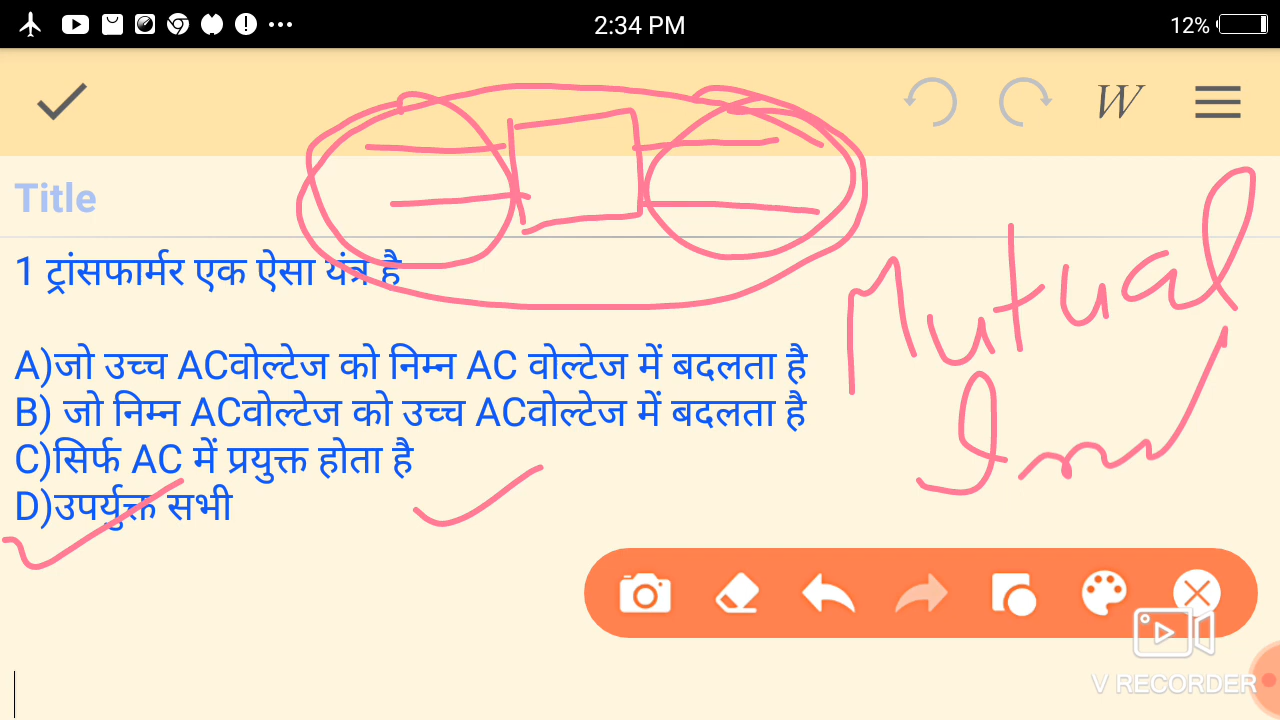 2:34 PM
12%
W
Title
1 ट्रांसफार्मर एक ऐसा यंत्र है
A)जो उच्च ACवोल्टेज को निम्न AC वोल्टेज में बदलता है
B) जो निम्न ACवोल्टेज को उच्च ACवोल्टेज में बदलता है
C)सिर्फ AC में प्रयुक्त होता है
D)उपर्युक्त सभी
Mutual
V RECORDER